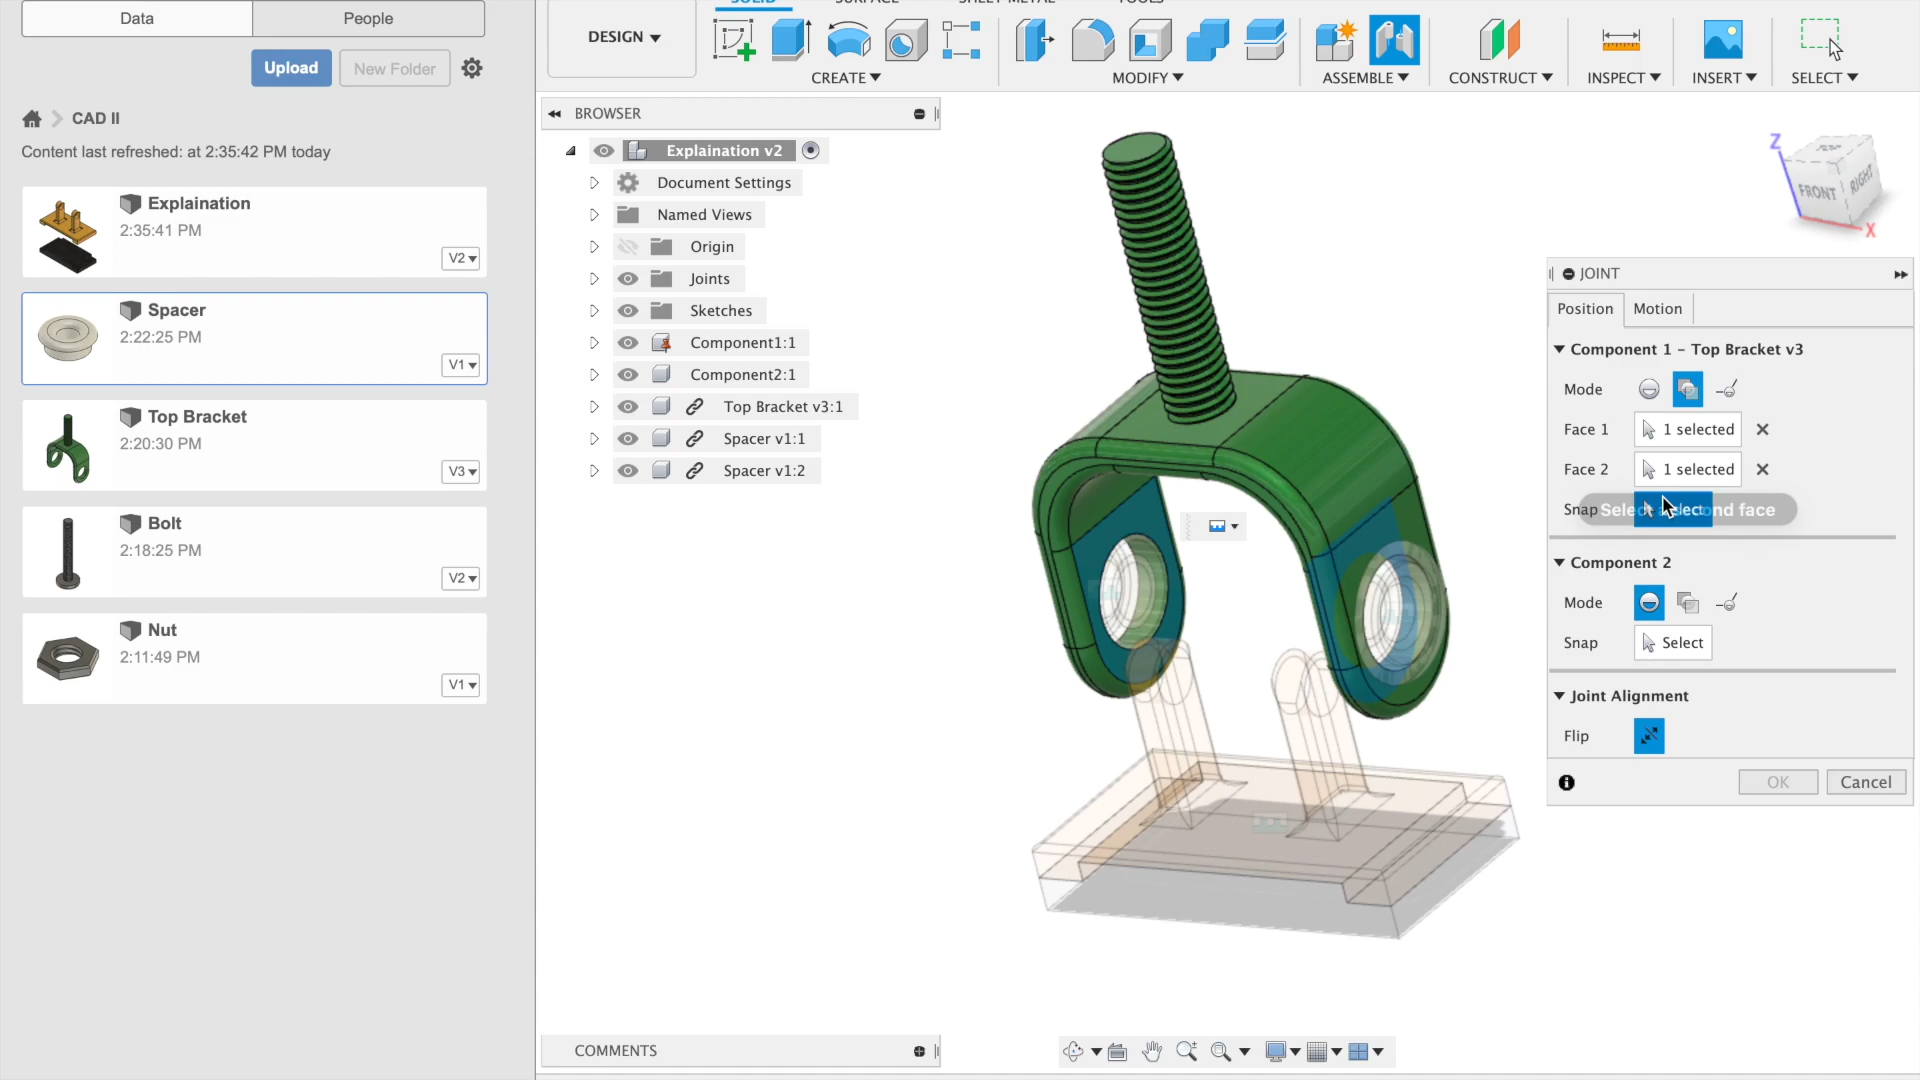 Data
People
Upload
New Folder
CAD II
Content last refreshed: at 2:35:42 PM today
Explaination
2:35:41 PM
V2
Spacer
2:22:25 PM
V1
Top Bracket
2:20:30 PM
V3
Bolt
2:18:25 PM
V2
Nut
2:11:49 PM
V1
SOLID
SURFACE
SHEET METAL
TOOLS
DESIGN
CREATE
MODIFY
ASSEMBLE
CONSTRUCT
INSPECT
INSERT
SELECT
BROWSER
Explaination v2
Document Settings
Named Views
Origin
Joints
Sketches
Component1:1
Component2:1
Top Bracket v3:1
Spacer v1:1
Spacer v1:2
Z
FRONT
RIGHT
X
JOINT
Position
Motion
Component 1 - Top Bracket v3
Mode
Face 1
1 selected
Face 2
1 selected
Snap
Component 2
Mode
Snap
Select
Joint Alignment
Flip
OK
Cancel
COMMENTS